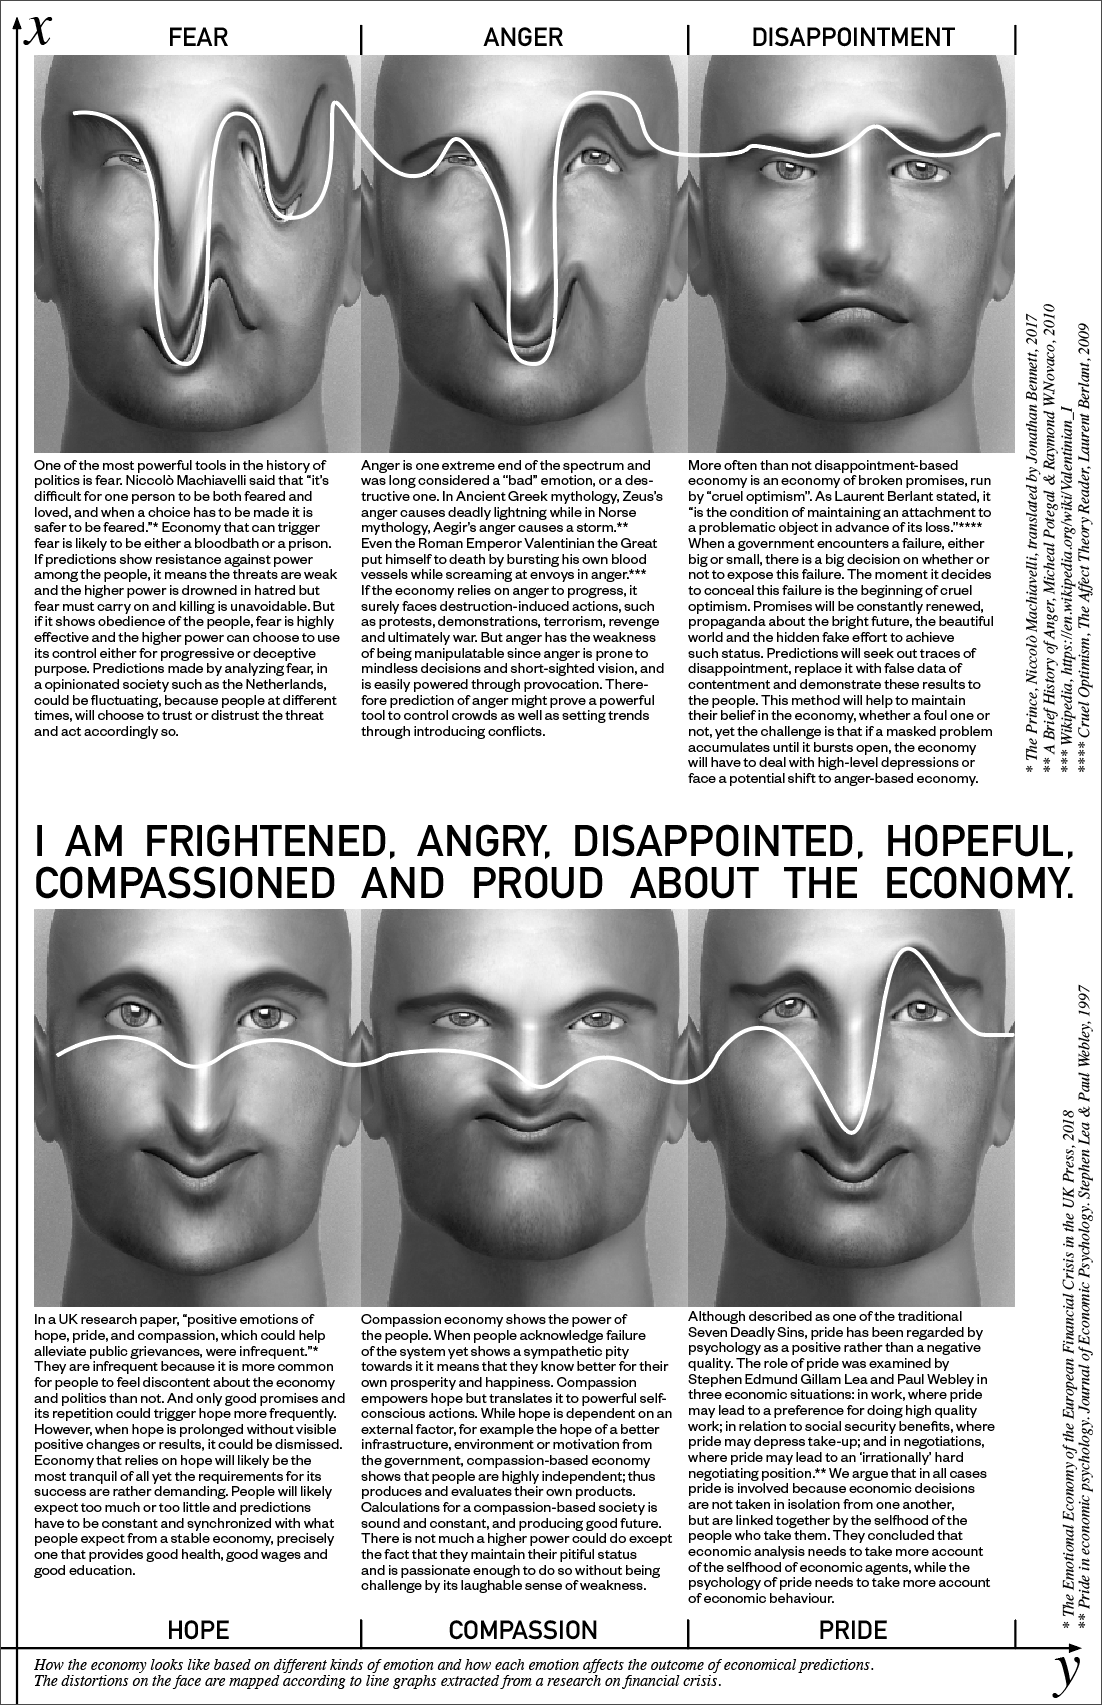 x
FEAR
ANGER
DISAPPOINTMENT
One of the most powerful tools in the history of
politics is fear. Niccolò Machiavelli said that “it’s
difficult for one person to be both feared and
loved, and when a choice has to be made it is
safer to be feared.”* Economy that can trigger
fear is likely to be either a bloodbath or a prison.
If predictions show resistance against power
among the people, it means the threats are weak
and the higher power is drowned in hatred but
fear must carry on and killing is unavoidable. But
if it shows obedience of the people, fear is highly
effective and the higher power can choose to use
its control either for progressive or deceptive
purpose. Predictions made by analyzing fear, in
a opinionated society such as the Netherlands,
could be fluctuating, because people at different
times, will choose to trust or distrust the threat
and act accordingly so.
Anger is one extreme end of the spectrum and
was long considered a “bad” emotion, or a des-
tructive one. In Ancient Greek mythology, Zeus’s
anger causes deadly lightning while in Norse
mythology, Aegir’s anger causes a storm.**
Even the Roman Emperor Valentinian the Great
put himself to death by bursting his own blood
vessels while screaming at envoys in anger.***
If the economy relies on anger to progress, it
surely faces destruction-induced actions, such
as protests, demonstrations, terrorism, revenge
and ultimately war. But anger has the weakness
of being manipulatable since anger is prone to
mindless decisions and short-sighted vision, and
is easily powered through provocation. There-
fore prediction of anger might prove a powerful
tool to control crowds as well as setting trends
through introducing conflicts.
More often than not disappointment-based
economy is an economy of broken promises, run
by “cruel optimism”. As Laurent Berlant stated, it
“is the condition of maintaining an attachment to
a problematic object in advance of its loss.”****
When a government encounters a failure, either
big or small, there is a big decision on whether or
not to expose this failure. The moment it decides
to conceal this failure is the beginning of cruel
optimism. Promises will be constantly renewed,
propaganda about the bright future, the beautiful
world and the hidden fake effort to achieve
such status. Predictions will seek out traces of
disappointment, replace it with false data of
contentment and demonstrate these results to
the people. This method will help to maintain
their belief in the economy, whether a foul one or
not, yet the challenge is that if a masked problem
accumulates until it bursts open, the economy
will have to deal with high-level depressions or
face a potential shift to anger-based economy.
* The Prince, Niccolò Machiavelli, translated by Jonathan Bennett, 2017
** A Brief History of Anger, Micheal Potegal & Raymond W.Novaco, 2010
*** Wikipedia, https://en.wikipedia.org/wiki/Valentinian_I
**** Cruel Optimism, The Affect Theory Reader, Laurent Berlant, 2009
I AM FRIGHTENED, ANGRY, DISAPPOINTED, HOPEFUL,
COMPASSIONED AND PROUD ABOUT THE ECONOMY.
In a UK research paper, “positive emotions of
hope, pride, and compassion, which could help
alleviate public grievances, were infrequent.”*
They are infrequent because it is more common
for people to feel discontent about the economy
and politics than not. And only good promises and
its repetition could trigger hope more frequently.
However, when hope is prolonged without visible
positive changes or results, it could be dismissed.
Economy that relies on hope will likely be the
most tranquil of all yet the requirements for its
success are rather demanding. People will likely
expect too much or too little and predictions
have to be constant and synchronized with what
people expect from a stable economy, precisely
one that provides good health, good wages and
good education.
Compassion economy shows the power of
the people. When people acknowledge failure
of the system yet shows a sympathetic pity
towards it it means that they know better for their
own prosperity and happiness. Compassion
empowers hope but translates it to powerful self-
conscious actions. While hope is dependent on an
external factor, for example the hope of a better
infrastructure, environment or motivation from
the government, compassion-based economy
shows that people are highly independent; thus
produces and evaluates their own products.
Calculations for a compassion-based society is
sound and constant, and producing good future.
There is not much a higher power could do except
the fact that they maintain their pitiful status
and is passionate enough to do so without being
challenge by its laughable sense of weakness.
Although described as one of the traditional
Seven Deadly Sins, pride has been regarded by
psychology as a positive rather than a negative
quality. The role of pride was examined by
Stephen Edmund Gillam Lea and Paul Webley in
three economic situations: in work, where pride
may lead to a preference for doing high quality
work; in relation to social security benefits, where
pride may depress take-up; and in negotiations,
where pride may lead to an ‘irrationally’ hard
negotiating position.** We argue that in all cases
pride is involved because economic decisions
are not taken in isolation from one another,
but are linked together by the selfhood of the
people who take them. They concluded that
economic analysis needs to take more account
of the selfhood of economic agents, while the
psychology of pride needs to take more account
of economic behaviour.
* The Emotional Economy of the European Financial Crisis in the UK Press, 2018
** Pride in economic psychology. Journal of Economic Psychology. Stephen Lea & Paul Webley, 1997
HOPE
COMPASSION
PRIDE
How the economy looks like based on different kinds of emotion and how each emotion affects the outcome of economical predictions.
The distortions on the face are mapped according to line graphs extracted from a research on financial crisis.
y